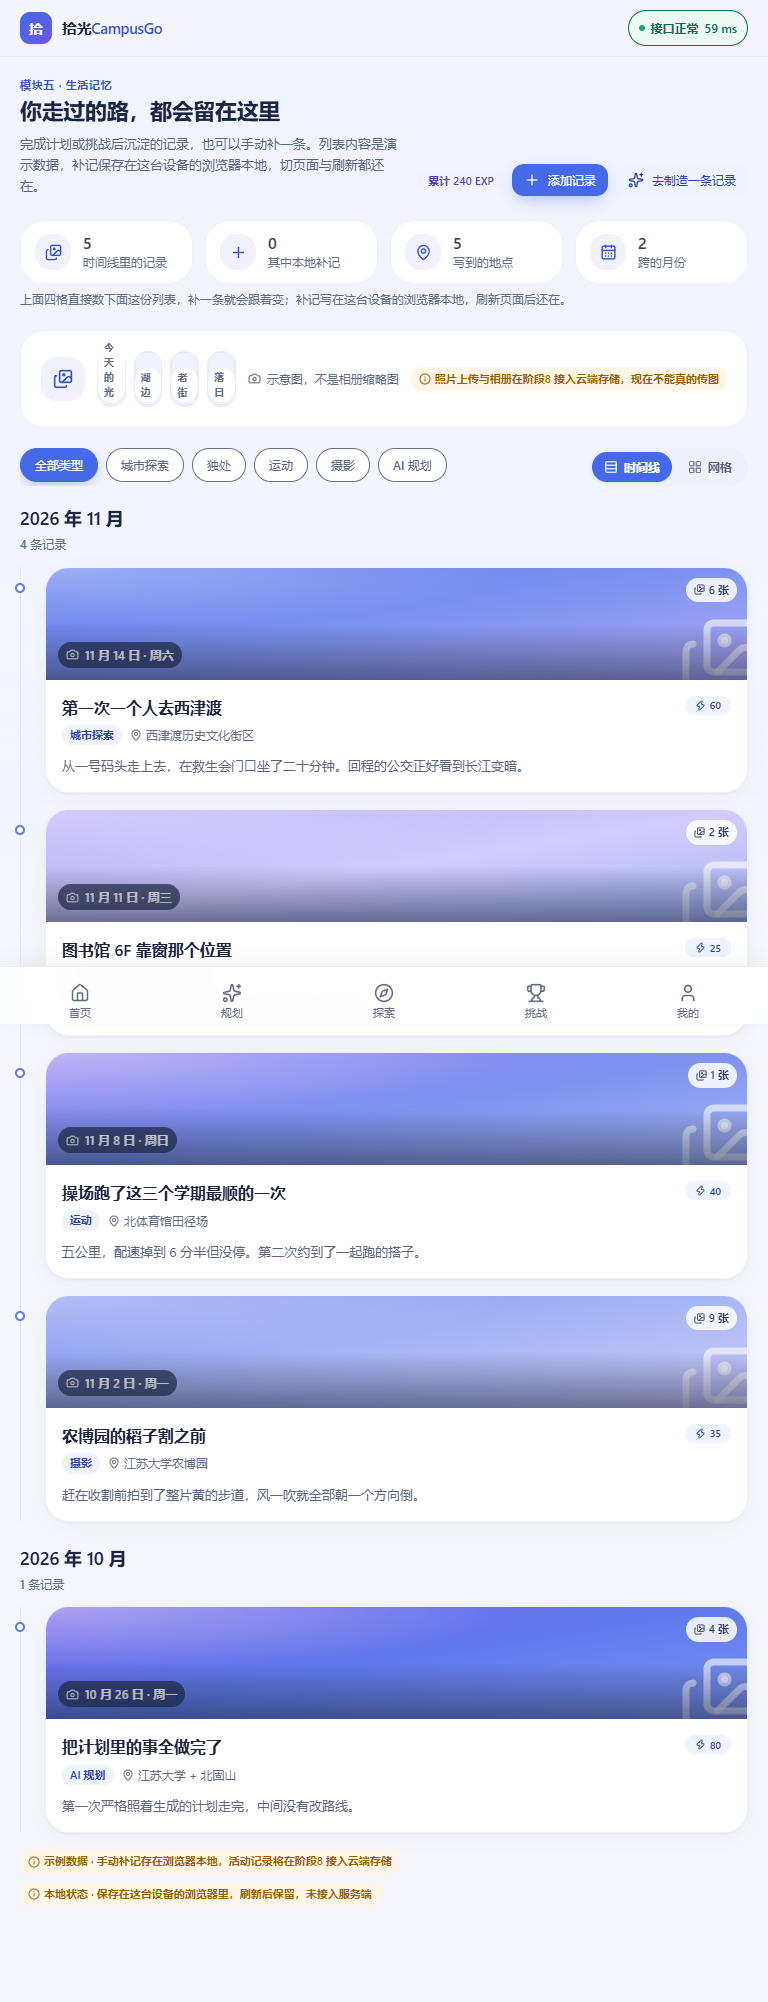 拾 拾光CampusGo
接口正常 59 ms
模块五 · 生活记忆
你走过的路，都会留在这里
完成计划或挑战后沉淀的记录，也可以手动补一条。列表内容是演
示数据，补记保存在这台设备的浏览器本地，切页面与刷新都还
在。
累计 240 EXP
添加记录
去制造一条记录
5
时间线里的记录
0
其中本地补记
5
写到的地点
2
跨的月份
上面四格直接数下面这份列表，补一条就会跟着变；补记写在这台设备的浏览器本地，刷新页面后还在。
今
天
的
光
湖
边
老
街
落
日
示意图，不是相册缩略图
照片上传与相册在阶段8 接入云端存储，现在不能真的传图
全部类型
城市探索
独处
运动
摄影
AI 规划
时间线
网格
2026 年 11 月
4 条记录
6 张
11 月 14 日 · 周六
第一次一个人去西津渡
60
城市探索
西津渡历史文化街区
从一号码头走上去，在救生会门口坐了二十分钟。回程的公交正好看到长江变暗。
2 张
11 月 11 日 · 周三
图书馆 6F 靠窗那个位置
25
首页
规划
探索
挑战
我的
1 张
11 月 8 日 · 周日
操场跑了这三个学期最顺的一次
40
运动
北体育馆田径场
五公里，配速掉到 6 分半但没停。第二次约到了一起跑的搭子。
9 张
11 月 2 日 · 周一
农博园的稻子割之前
35
摄影
江苏大学农博园
赶在收割前拍到了整片黄的步道，风一吹就全部朝一个方向倒。
2026 年 10 月
1 条记录
4 张
10 月 26 日 · 周一
把计划里的事全做完了
80
AI 规划
江苏大学 + 北固山
第一次严格照着生成的计划走完，中间没有改路线。
示例数据 · 手动补记存在浏览器本地，活动记录将在阶段8 接入云端存储
本地状态 · 保存在这台设备的浏览器里，刷新后保留，未接入服务端